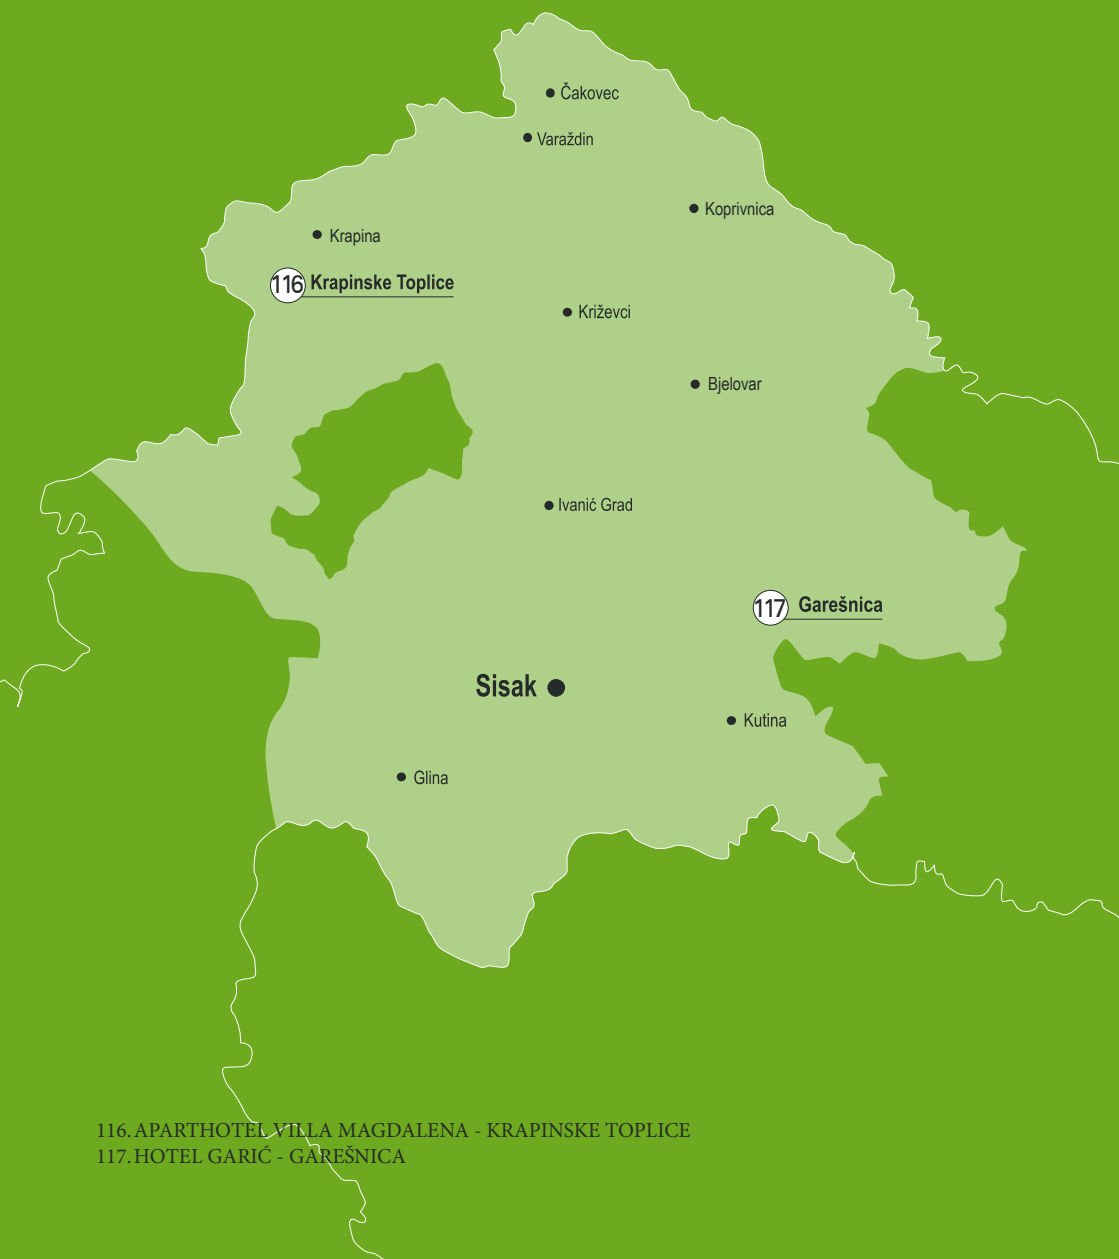 Čakovec
Varaždin
Koprivnica
Krapina
116 Krapinske Toplice
Križevci
Bjelovar
Ivanić Grad
117 Garešnica
Sisak
Kutina
Glina
116. APARTHOTEL VILLA MAGDALENA - KRAPINSKE TOPLICE
117. HOTEL GARIĆ - GAREŠNICA